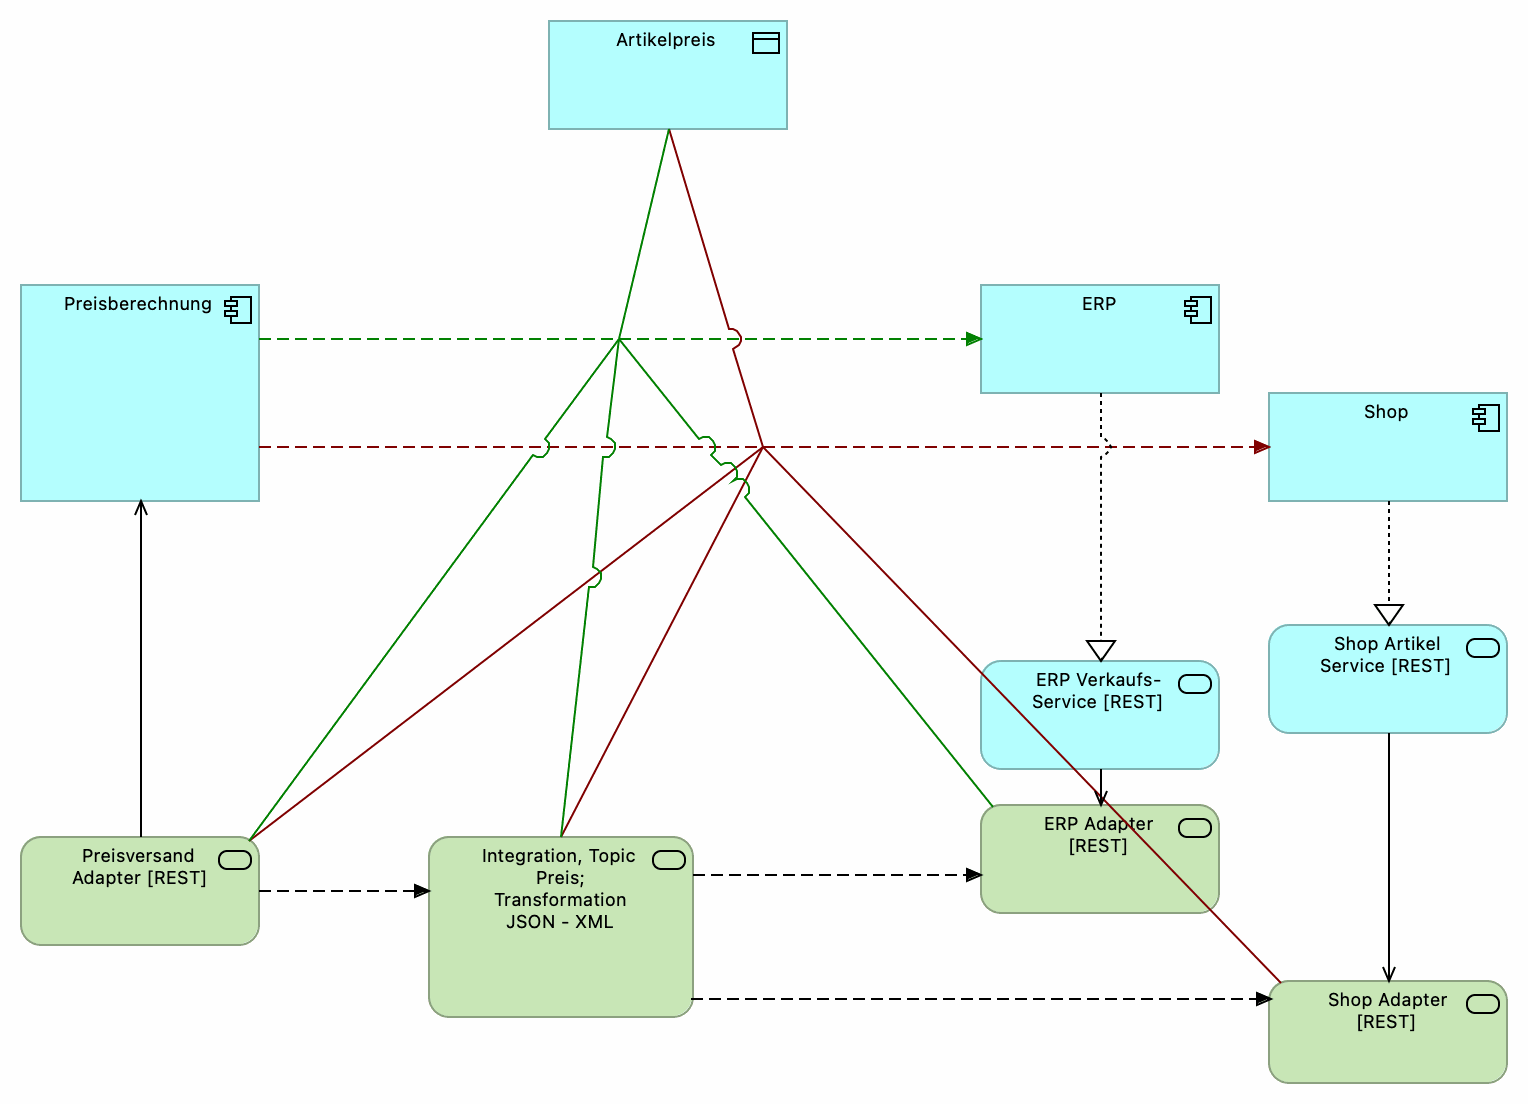 Artikelpreis
Preisberechnung
ERP
Shop
Shop Artikel
Service [REST]
ERP Verkaufs-
Service [REST]
ERP Adapter
[REST]
Preisversand
Adapter [REST]
Integration, Topic
Preis;
Transformation
JSON - XML
Shop Adapter
[REST]